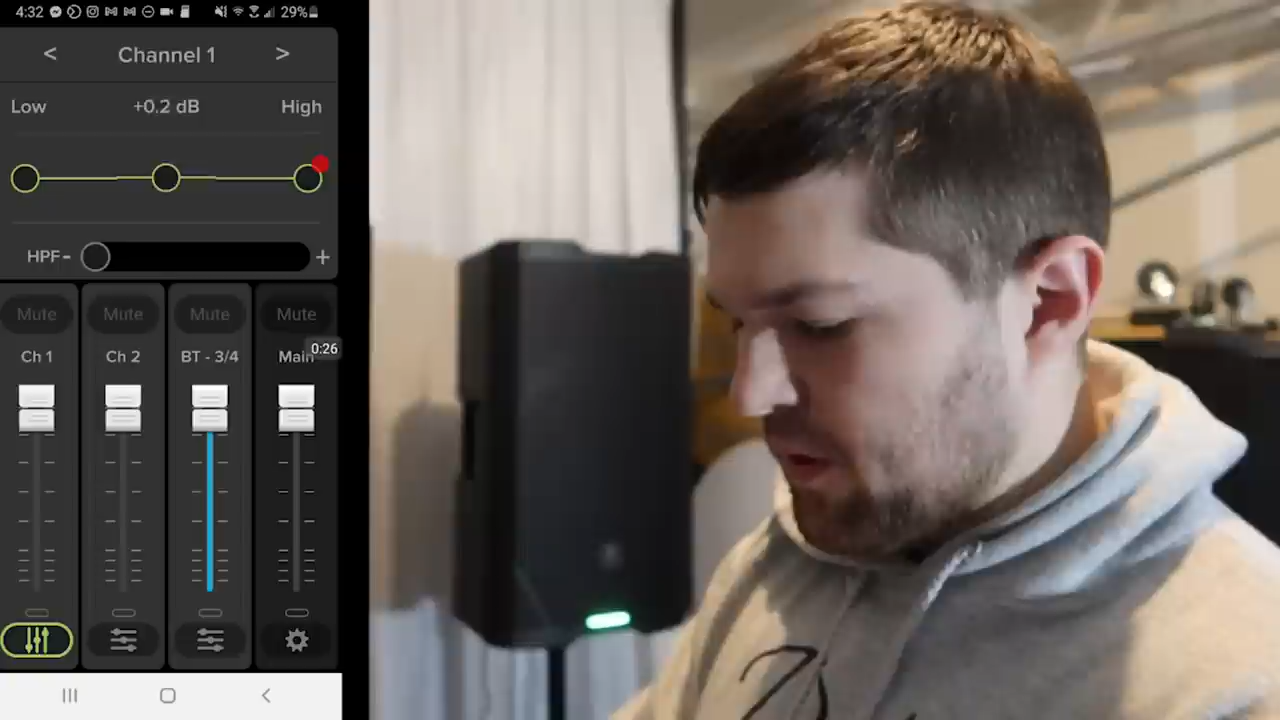 4:32 29%
< Channel 1 >
Low +0.2 dB High
HPF- +
Mute Mute Mute Mute
Ch 1 Ch 2 BT - 3/4 Main
0:26